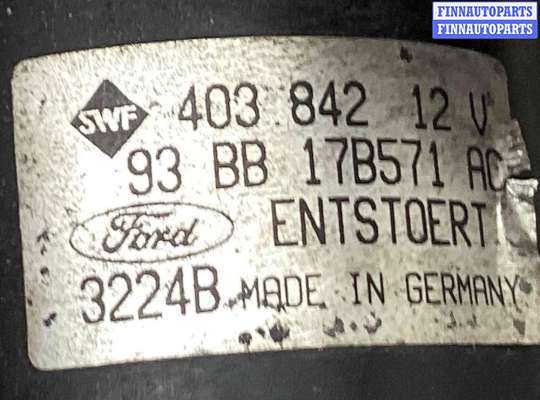 FINNAUTOPARTS
FINNAUTOPARTS
SWF 403 842 12 V
93 BB 17B571 AC
Ford ENTSTOERT
3224B MADE IN GERMANY